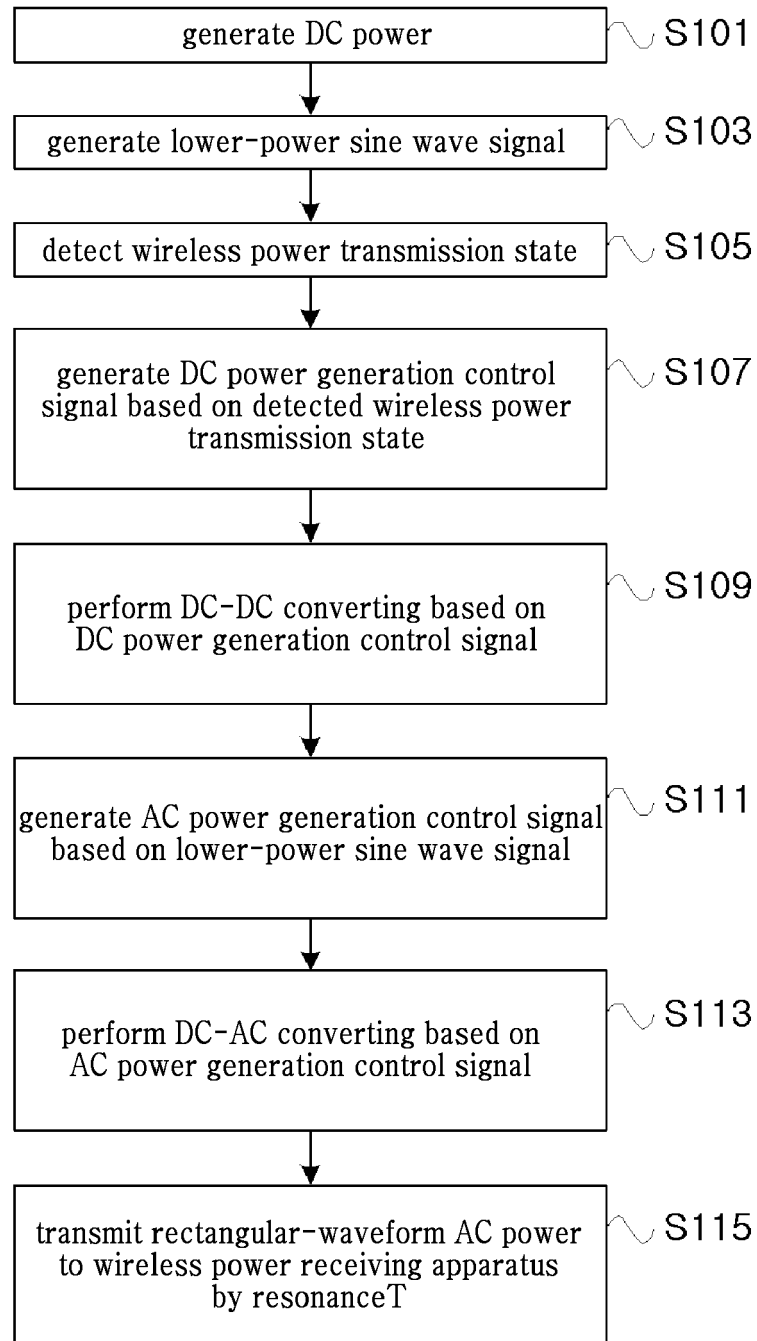 generate DC power
S101
generate lower-power sine wave signal
S103
detect wireless power transmission state
S105
generate DC power generation control
signal based on detected wireless power
transmission state
S107
perform DC-DC converting based on
DC power generation control signal
S109
generate AC power generation control signal
based on lower-power sine wave signal
S111
perform DC-AC converting based on
AC power generation control signal
S113
transmit rectangular-waveform AC power
to wireless power receiving apparatus
by resonanceT
S115